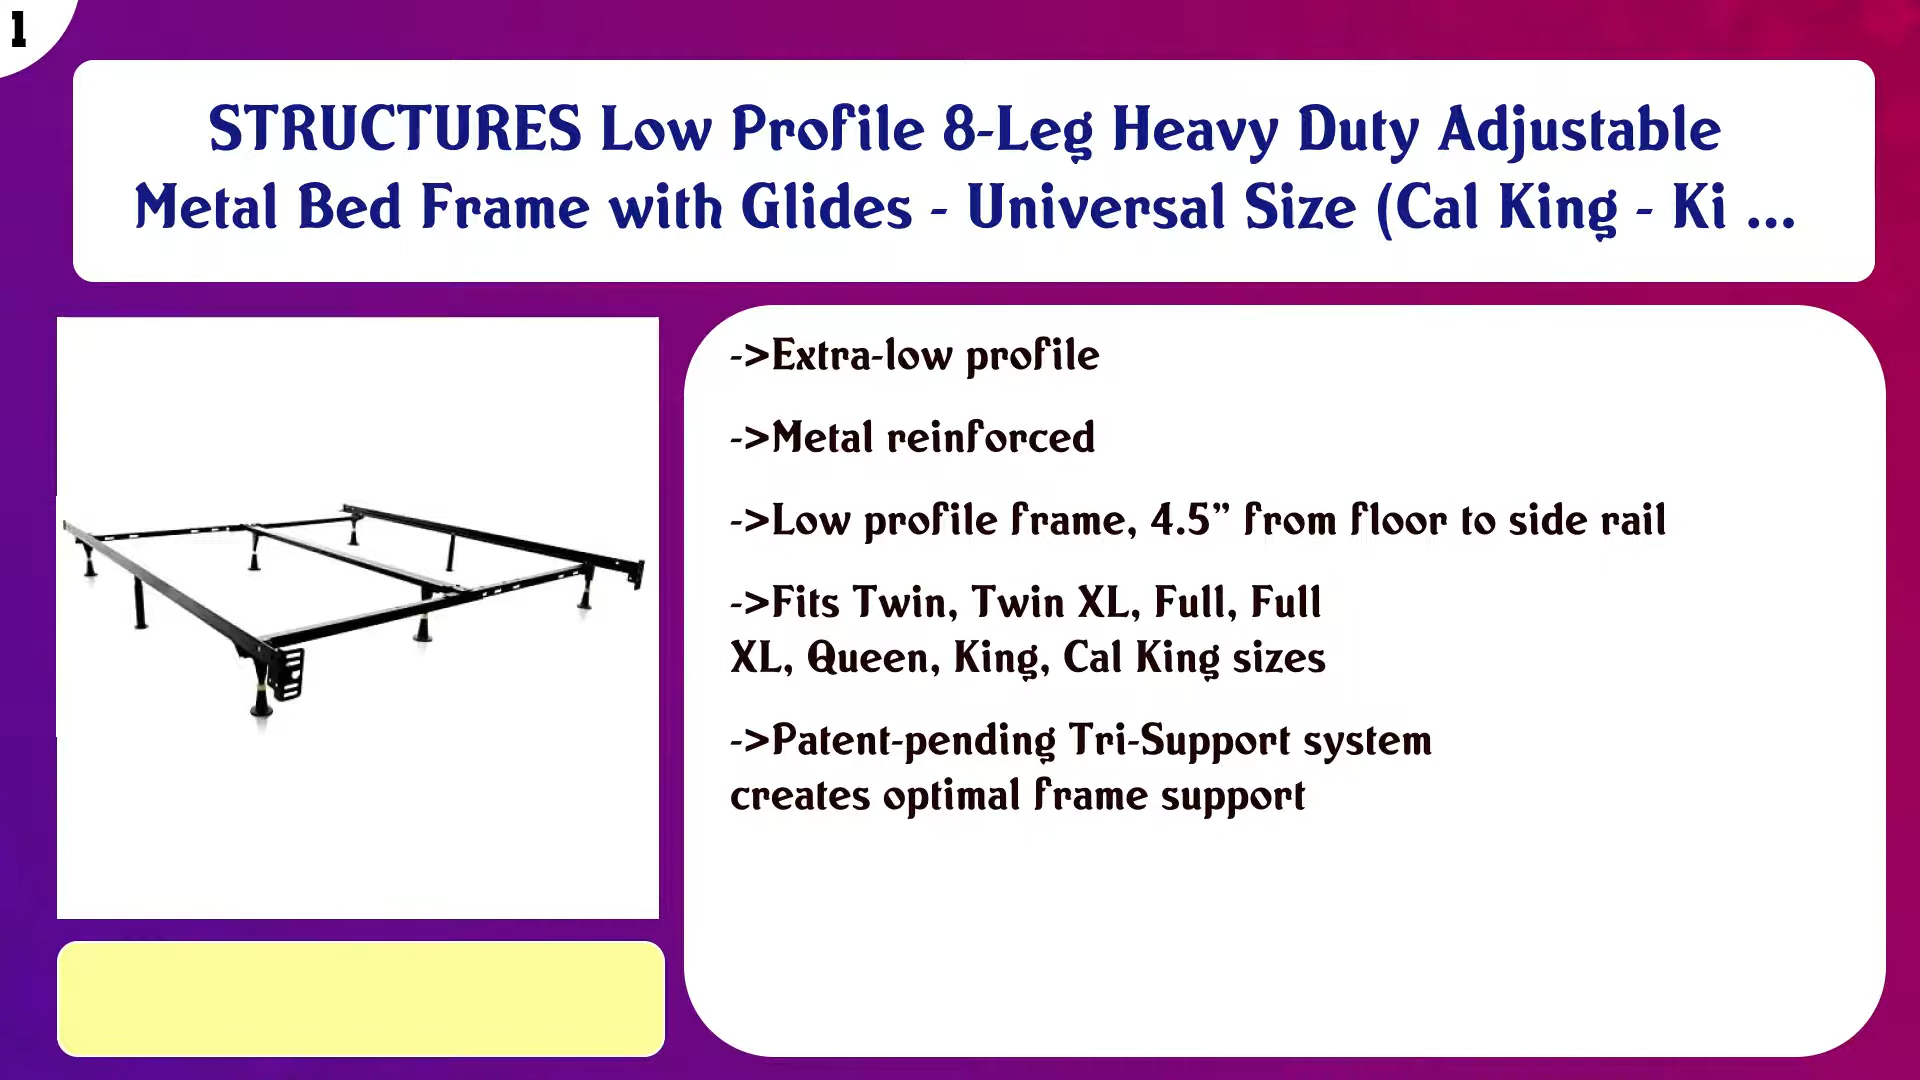 1
STRUCTURES Low Profile 8-Leg Heavy Duty Adjustable
Metal Bed Frame with Glides - Universal Size (Cal King - Ki ...
->Extra-low profile
->Metal reinforced
->Low profile frame, 4.5” from floor to side rail
->Fits Twin, Twin XL, Full, Full
XL, Queen, King, Cal King sizes
->Patent-pending Tri-Support system
creates optimal frame support